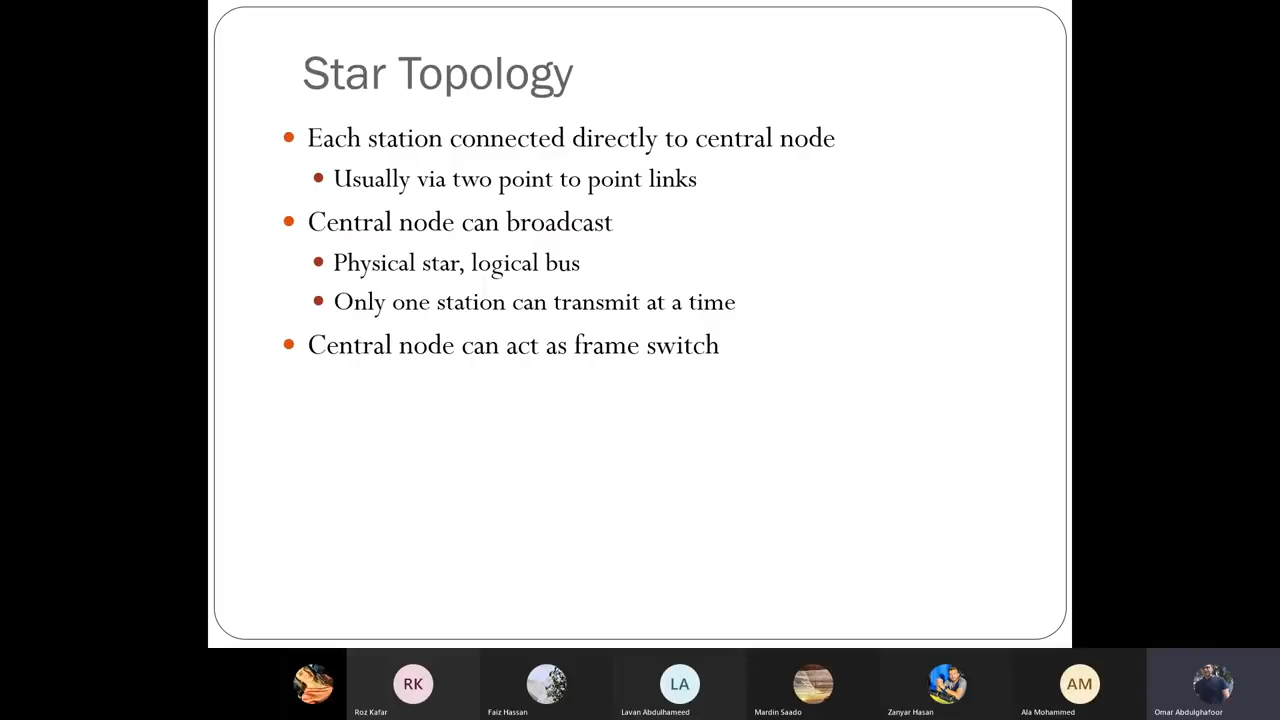 Star Topology
Each station connected directly to central node
Usually via two point to point links
Central node can broadcast
Physical star, logical bus
Only one station can transmit at a time
Central node can act as frame switch
RK
LA
AM
Roz Kafar
Faiz Hassan
Lavan Abdulhameed
Mardin Saado
Zanyar Hasan
Ala Mohammed
Omar Abdulghafoor